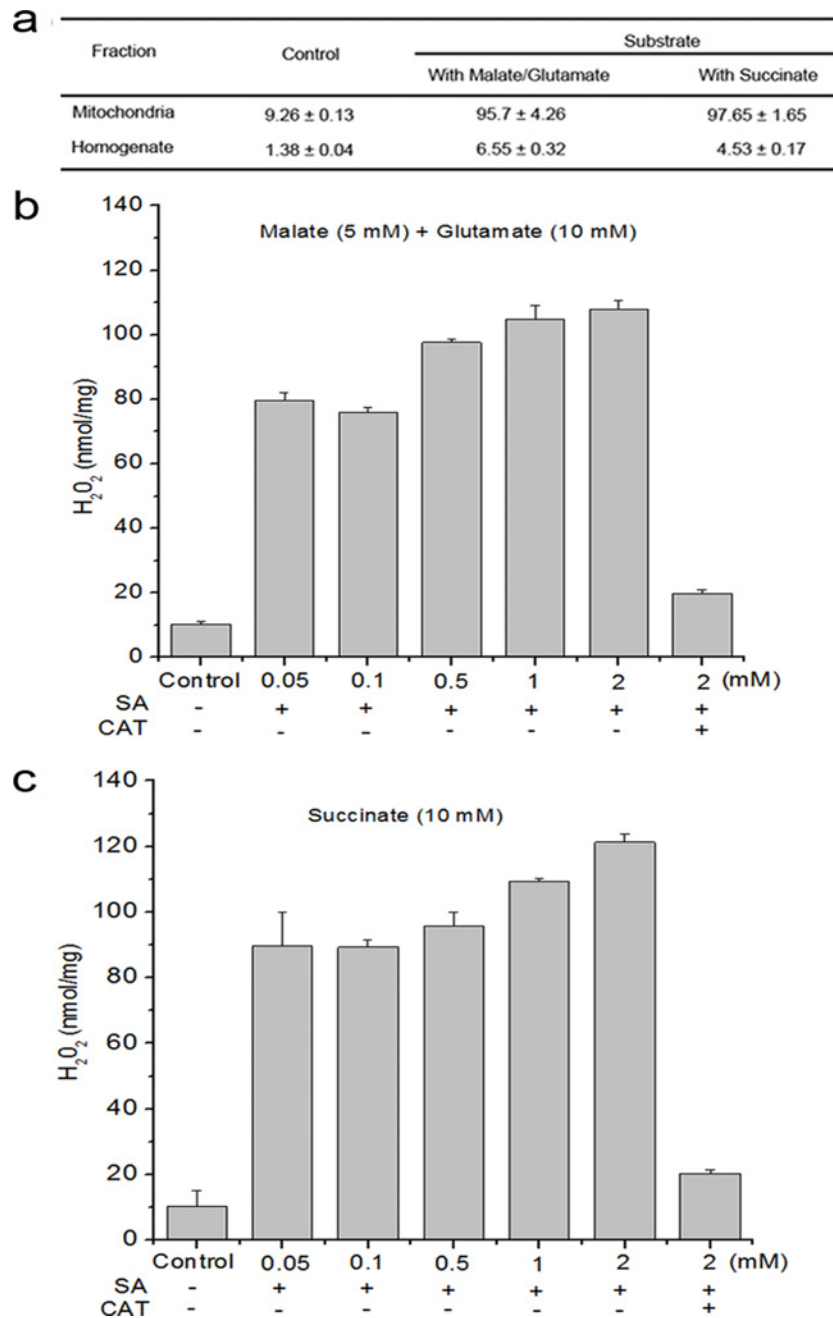 a
Fraction Control Substrate
With Malate/Glutamate With Succinate
Mitochondria 9.26 ± 0.13 95.7 ± 4.26 97.65 ± 1.65
Homogenate 1.38 ± 0.04 6.55 ± 0.32 4.53 ± 0.17
b
Malate (5 mM) + Glutamate (10 mM)
H₂O₂ (nmol/mg)
140
120
100
80
60
40
20
0
Control 0.05 0.1 0.5 1 2 2 (mM)
SA - + + + + + +
CAT - - - - - - +
c
Succinate (10 mM)
H₂O₂ (nmol/mg)
140
120
100
80
60
40
20
0
Control 0.05 0.1 0.5 1 2 2 (mM)
SA - + + + + + +
CAT - - - - - - +